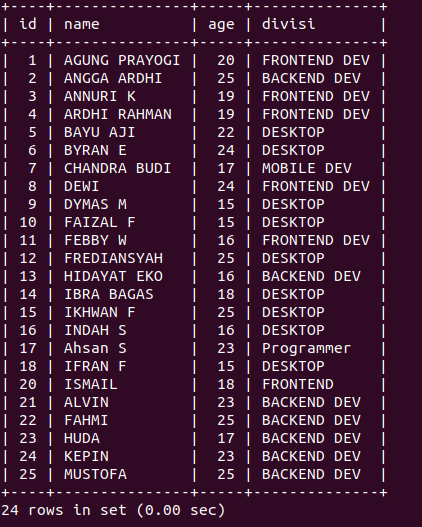 +----+---------------+-----+--------------+
| id | name          | age | divisi       |
+----+---------------+-----+--------------+
|  1 | AGUNG PRAYOGI |  20 | FRONTEND DEV |
|  2 | ANGGA ARDHI   |  25 | BACKEND DEV  |
|  3 | ANNURI K      |  19 | FRONTEND DEV |
|  4 | ARDHI RAHMAN  |  19 | FRONTEND DEV |
|  5 | BAYU AJI      |  22 | DESKTOP      |
|  6 | BYRAN E       |  24 | DESKTOP      |
|  7 | CHANDRA BUDI  |  17 | MOBILE DEV   |
|  8 | DEWI          |  24 | FRONTEND DEV |
|  9 | DYMAS M       |  15 | DESKTOP      |
| 10 | FAIZAL F      |  15 | DESKTOP      |
| 11 | FEBBY W       |  16 | FRONTEND DEV |
| 12 | FREDIANSYAH   |  25 | DESKTOP      |
| 13 | HIDAYAT EKO   |  16 | BACKEND DEV  |
| 14 | IBRA BAGAS    |  18 | DESKTOP      |
| 15 | IKHWAN F      |  25 | DESKTOP      |
| 16 | INDAH S       |  16 | DESKTOP      |
| 17 | Ahsan S       |  23 | Programmer   |
| 18 | IFRAN F       |  15 | DESKTOP      |
| 20 | ISMAIL        |  18 | FRONTEND     |
| 21 | ALVIN         |  23 | BACKEND DEV  |
| 22 | FAHMI         |  25 | BACKEND DEV  |
| 23 | HUDA          |  17 | BACKEND DEV  |
| 24 | KEPIN         |  23 | BACKEND DEV  |
| 25 | MUSTOFA       |  25 | BACKEND DEV  |
+----+---------------+-----+--------------+
24 rows in set (0.00 sec)